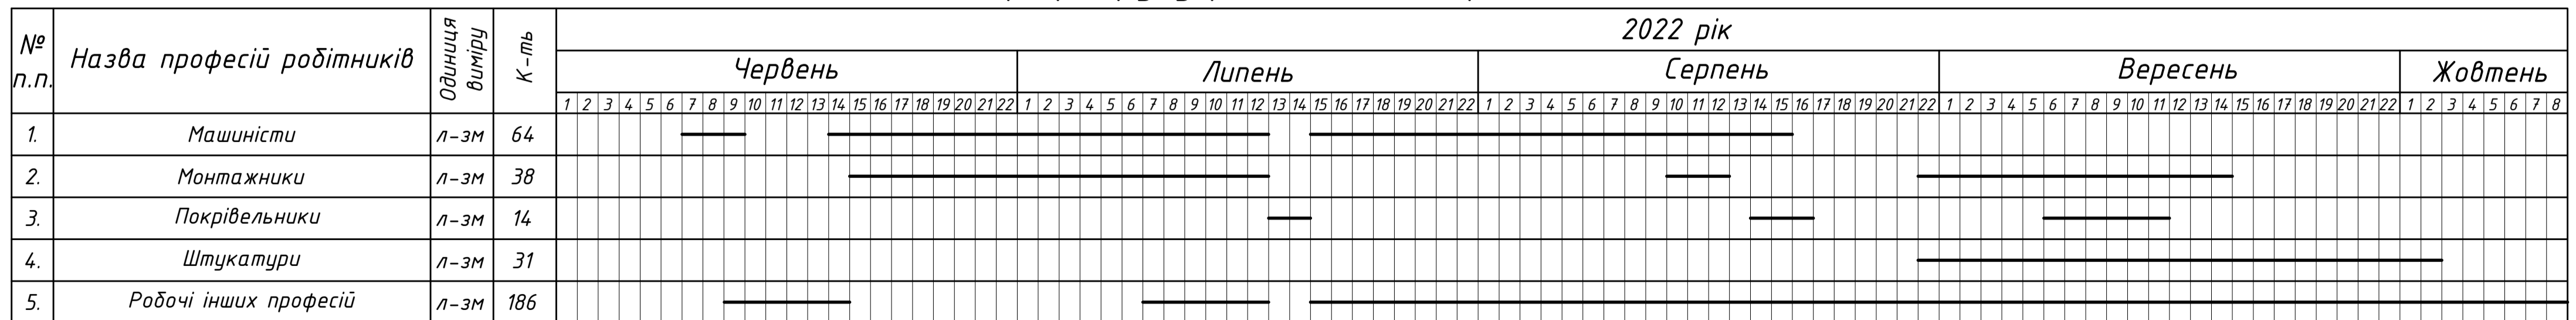 № п.п.
Назва професій робітників
Одиниця виміру
К-ть
2022 рік
Червень
Липень
Серпень
Вересень
Жовтень
1 2 3 4 5 6 7 8 9 10 11 12 13 14 15 16 17 18 19 20 21 22 1 2 3 4 5 6 7 8 9 10 11 12 13 14 15 16 17 18 19 20 21 22 1 2 3 4 5 6 7 8 9 10 11 12 13 14 15 16 17 18 19 20 21 22 1 2 3 4 5 6 7 8 9 10 11 12 13 14 15 16 17 18 19 20 21 22 1 2 3 4 5 6 7 8
1. Машиністи л-зм 64
2. Монтажники л-зм 38
3. Покрівельники л-зм 14
4. Штукатури л-зм 31
5. Робочі інших професій л-зм 186